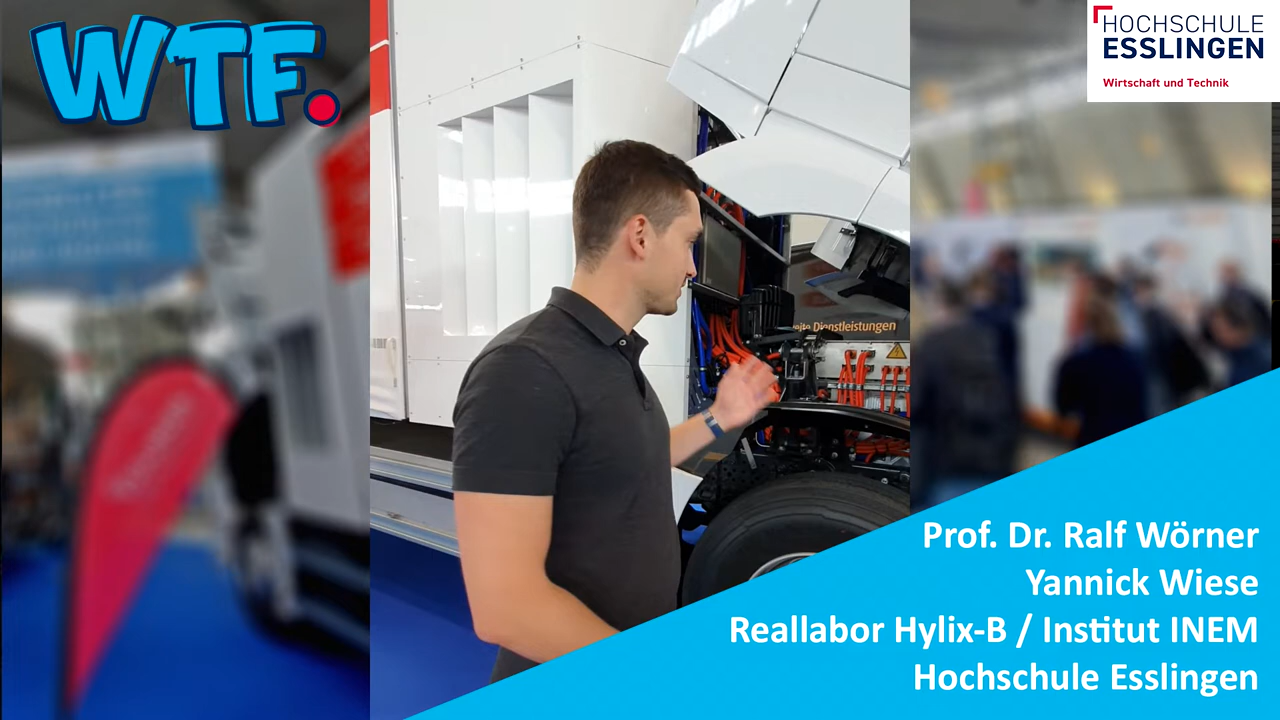 WTF.
HOCHSCHULE
ESSLINGEN
Wirtschaft und Technik
weite Dienstleistungen
Prof. Dr. Ralf Wörner
Yannick Wiese
Reallabor Hylix-B / Institut INEM
Hochschule Esslingen